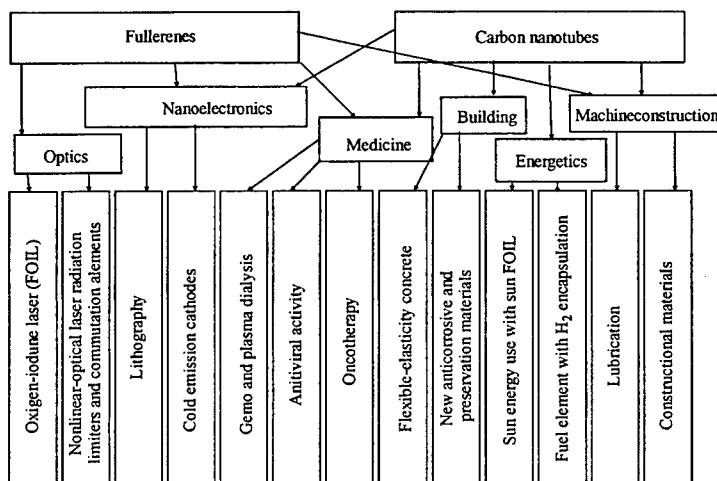 Fullerenes
Carbon nanotubes
Nanoelectronics
Building
Machineconstruction
Optics
Medicine
Energetics
Oxigen-iodune laser (FOIL)
Nonlinear-optical laser radiation
limiters and commutation alements
Lithography
Cold emission cathodes
Gemo and plasma dialysis
Anitiviral activity
Oncotherapy
Flexible-elasticity concrete
New anticorrosive and
preservation materials
Sun energy use with sun FOIL
Fuel element with H₂ encapsulation
Lubrication
Constructional materials